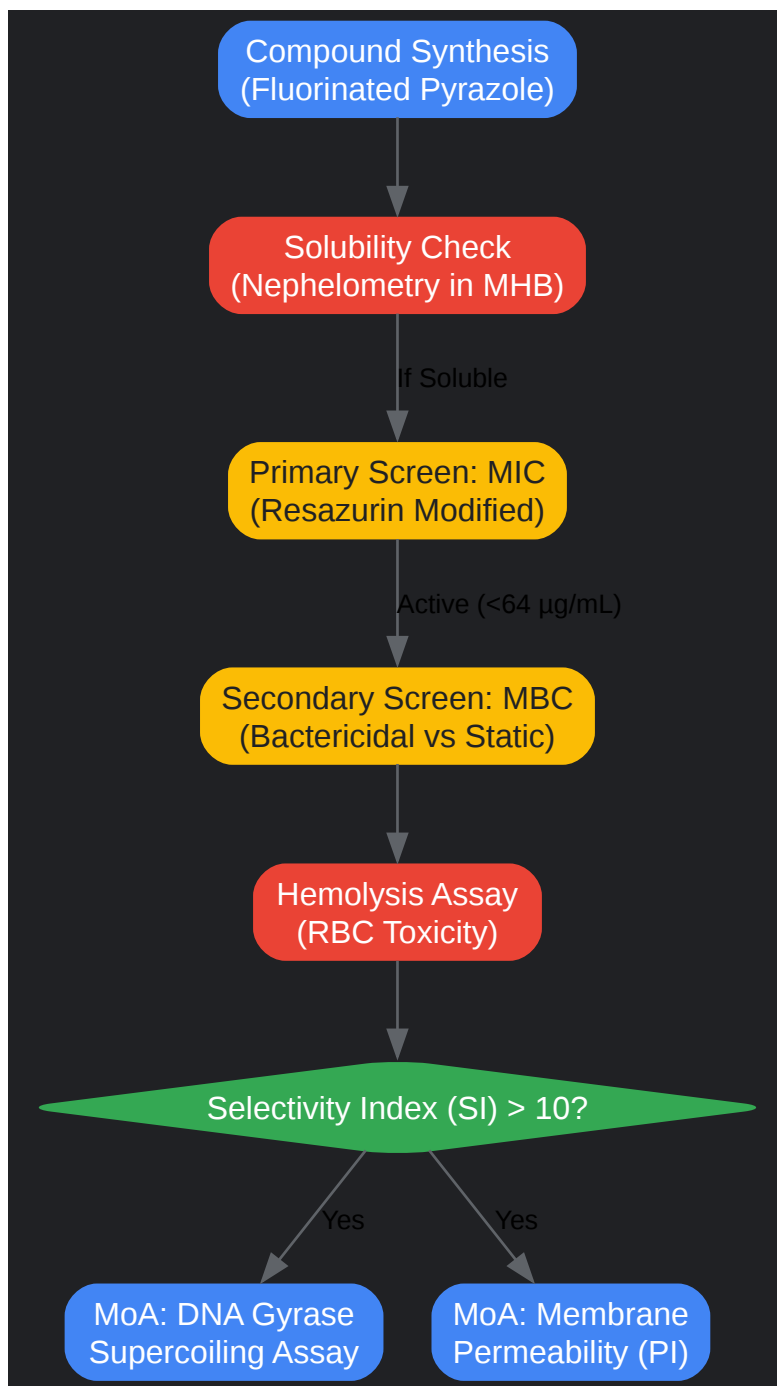 Compound Synthesis
(Fluorinated Pyrazole)
Solubility Check
(Nephelometry in MHB)
If Soluble
Primary Screen: MIC
(Resazurin Modified)
Active (<64 µg/mL)
Secondary Screen: MBC
(Bactericidal vs Static)
Hemolysis Assay
(RBC Toxicity)
Selectivity Index (SI) > 10?
Yes
Yes
MoA: DNA Gyrase
Supercoiling Assay
MoA: Membrane
Permeability (PI)